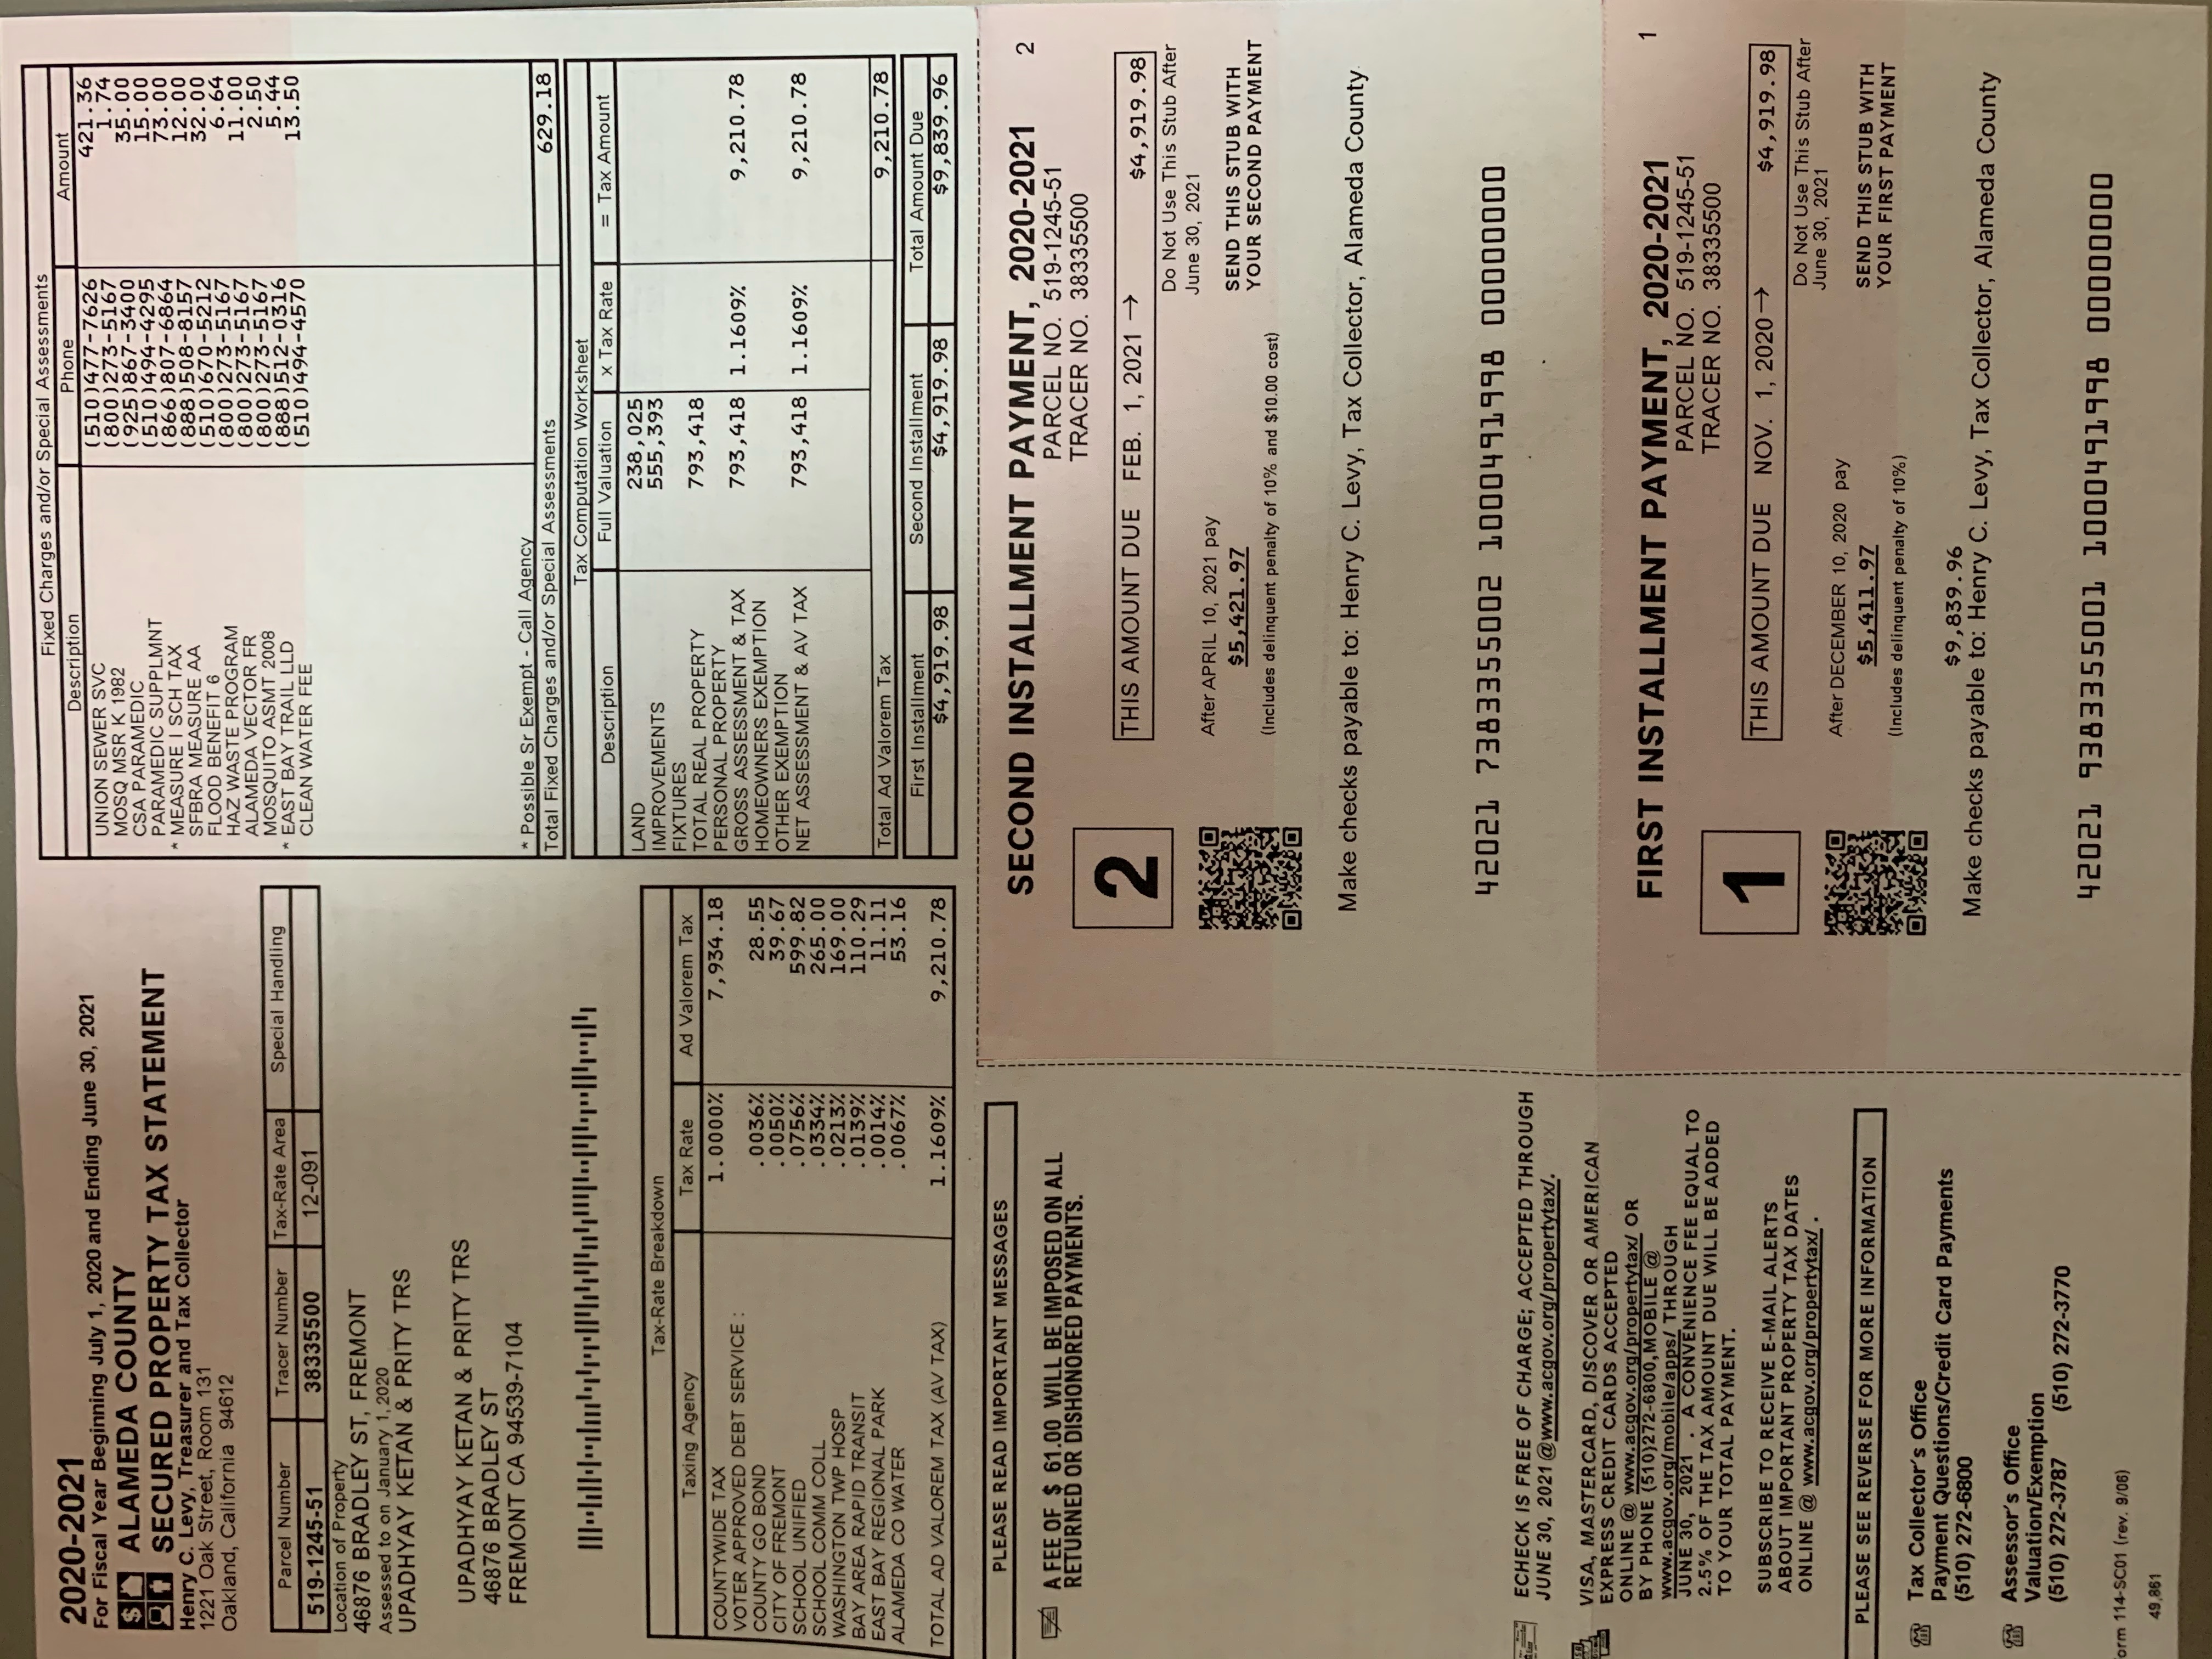 2020-2021
For Fiscal Year Beginning July 1, 2020 and Ending June 30, 2021
ALAMEDA COUNTY
SECURED PROPERTY TAX STATEMENT
Henry C. Levy, Treasurer and Tax Collector
1221 Oak Street, Room 131
Oakland, California 94612
Parcel Number Tracer Number Tax-Rate Area Special Handling
519-1245-51 38335500 12-091
Location of Property
46876 BRADLEY ST, FREMONT
Assessed to on January 1, 2020
UPADHYAY KETAN & PRITY TRS
UPADHYAY KETAN & PRITY TRS
46876 BRADLEY ST
FREMONT CA 94539-7104
Tax-Rate Breakdown
Taxing Agency Tax Rate Ad Valorem Tax
COUNTYWIDE TAX 1.0000% 7,934.18
VOTER APPROVED DEBT SERVICE :
COUNTY GO BOND .0036% 28.55
CITY OF FREMONT .0050% 39.67
SCHOOL UNIFIED .0756% 599.82
SCHOOL COMM COLL .0334% 265.00
WASHINGTON TWP HOSP .0213% 169.00
BAY AREA RAPID TRANSIT .0139% 110.29
EAST BAY REGIONAL PARK .0014% 11.11
ALAMEDA CO WATER .0067% 53.16
TOTAL AD VALOREM TAX (AV TAX) 1.1609% 9,210.78
Fixed Charges and/or Special Assessments
Description Phone Amount
UNION SEWER SVC (510)477-7626 421.36
MOSQ MSR K 1982 (800)273-5167 1.74
CSA PARAMEDIC (925)867-3400 35.00
PARAMEDIC SUPPLMNT (510)494-4295 15.00
* MEASURE I SCH TAX (866)807-6864 73.00
SFBRA MEASURE AA (888)508-8157 12.00
FLOOD BENEFIT 6 (510)670-5212 32.00
HAZ WASTE PROGRAM (800)273-5167 6.64
ALAMEDA VECTOR FR (800)273-5167 11.00
MOSQUITO ASMT 2008 (800)273-5167 2.50
* EAST BAY TRAIL LLD (888)512-0316 5.44
CLEAN WATER FEE (510)494-4570 13.50
* Possible Sr Exempt - Call Agency
Total Fixed Charges and/or Special Assessments 629.18
Tax Computation Worksheet
Description Full Valuation x Tax Rate = Tax Amount
LAND 238,025
IMPROVEMENTS 555,393
FIXTURES
TOTAL REAL PROPERTY 793,418
PERSONAL PROPERTY
GROSS ASSESSMENT & TAX 793,418 1.1609% 9,210.78
HOMEOWNERS EXEMPTION
OTHER EXEMPTION
NET ASSESSMENT & AV TAX 793,418 1.1609% 9,210.78
Total Ad Valorem Tax 9,210.78
First Installment Second Installment Total Amount Due
$4,919.98 $4,919.98 $9,839.96
PLEASE READ IMPORTANT MESSAGES
A FEE OF $ 61.00 WILL BE IMPOSED ON ALL
RETURNED OR DISHONORED PAYMENTS.
ECHECK IS FREE OF CHARGE; ACCEPTED THROUGH
JUNE 30, 2021 @www.acgov.org/propertytax/.
VISA, MASTERCARD, DISCOVER OR AMERICAN
EXPRESS CREDIT CARDS ACCEPTED
ONLINE @ www.acgov.org/propertytax/ OR
BY PHONE (510)272-6800,MOBILE @
www.acgov.org/mobile/apps/ THROUGH
JUNE 30, 2021 . A CONVENIENCE FEE EQUAL TO
2.5% OF THE TAX AMOUNT DUE WILL BE ADDED
TO YOUR TOTAL PAYMENT.
SUBSCRIBE TO RECEIVE E-MAIL ALERTS
ABOUT IMPORTANT PROPERTY TAX DATES
ONLINE @ www.acgov.org/propertytax/ .
PLEASE SEE REVERSE FOR MORE INFORMATION
Tax Collector's Office
Payment Questions/Credit Card Payments
(510) 272-6800
Assessor's Office
Valuation/Exemption
(510) 272-3787 (510) 272-3770
orm 114-SC01 (rev. 9/06)
49,861
SECOND INSTALLMENT PAYMENT, 2020-2021 2
PARCEL NO. 519-1245-51
TRACER NO. 38335500
2
THIS AMOUNT DUE FEB. 1, 2021 → $4,919.98
Do Not Use This Stub After
June 30, 2021
After APRIL 10, 2021 pay
$5,421.97
(Includes delinquent penalty of 10% and $10.00 cost)
SEND THIS STUB WITH
YOUR SECOND PAYMENT
Make checks payable to: Henry C. Levy, Tax Collector, Alameda County
42021 7383355002 1000491998 00000000
FIRST INSTALLMENT PAYMENT, 2020-2021 1
PARCEL NO. 519-1245-51
TRACER NO. 38335500
1
THIS AMOUNT DUE NOV. 1, 2020 → $4,919.98
Do Not Use This Stub After
June 30, 2021
After DECEMBER 10, 2020 pay
$5,411.97
(Includes delinquent penalty of 10%)
SEND THIS STUB WITH
YOUR FIRST PAYMENT
$9,839.96
Make checks payable to: Henry C. Levy, Tax Collector, Alameda County
42021 9383355001 1000491998 00000000